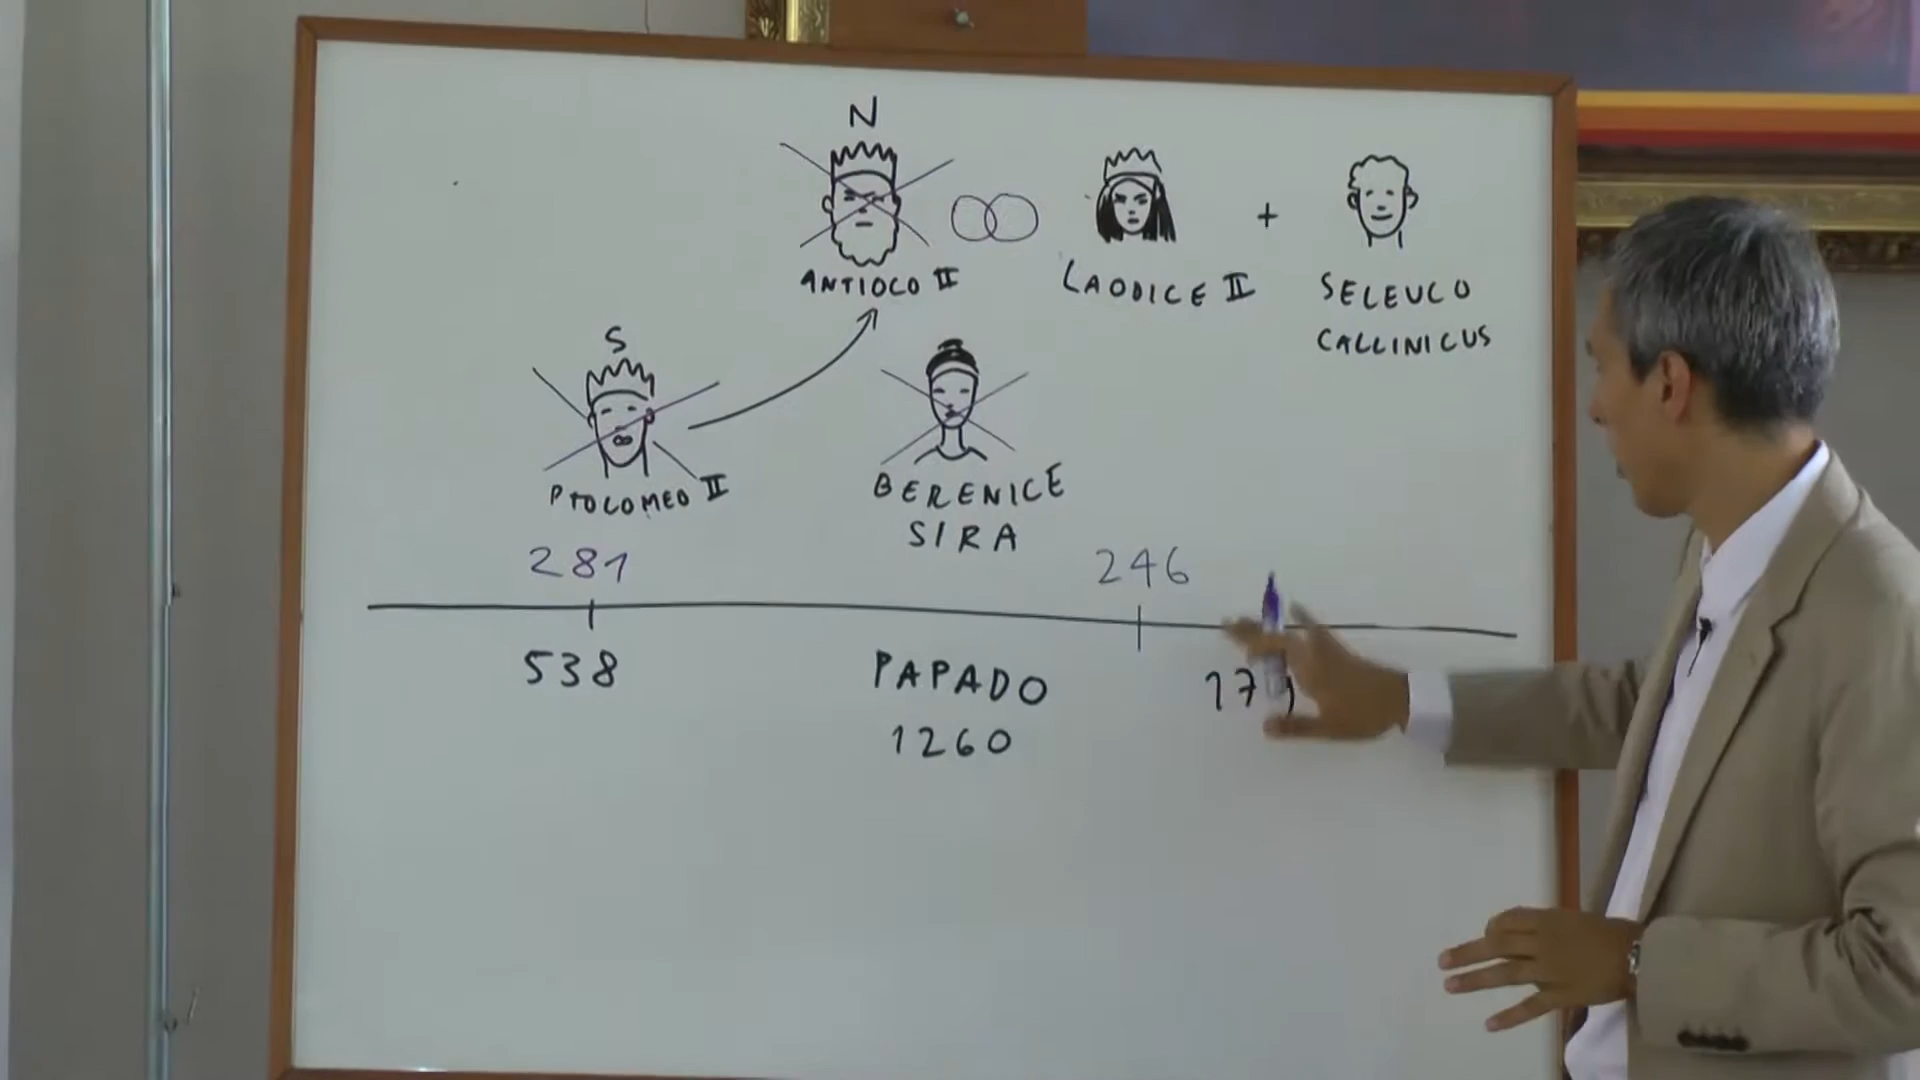 N
ANTIOCO II
LAODICE II
+
SELEUCO
CALLINICUS
S
PTOLOMEO II
BERENICE
SIRA
281
246
538
PAPADO
1260